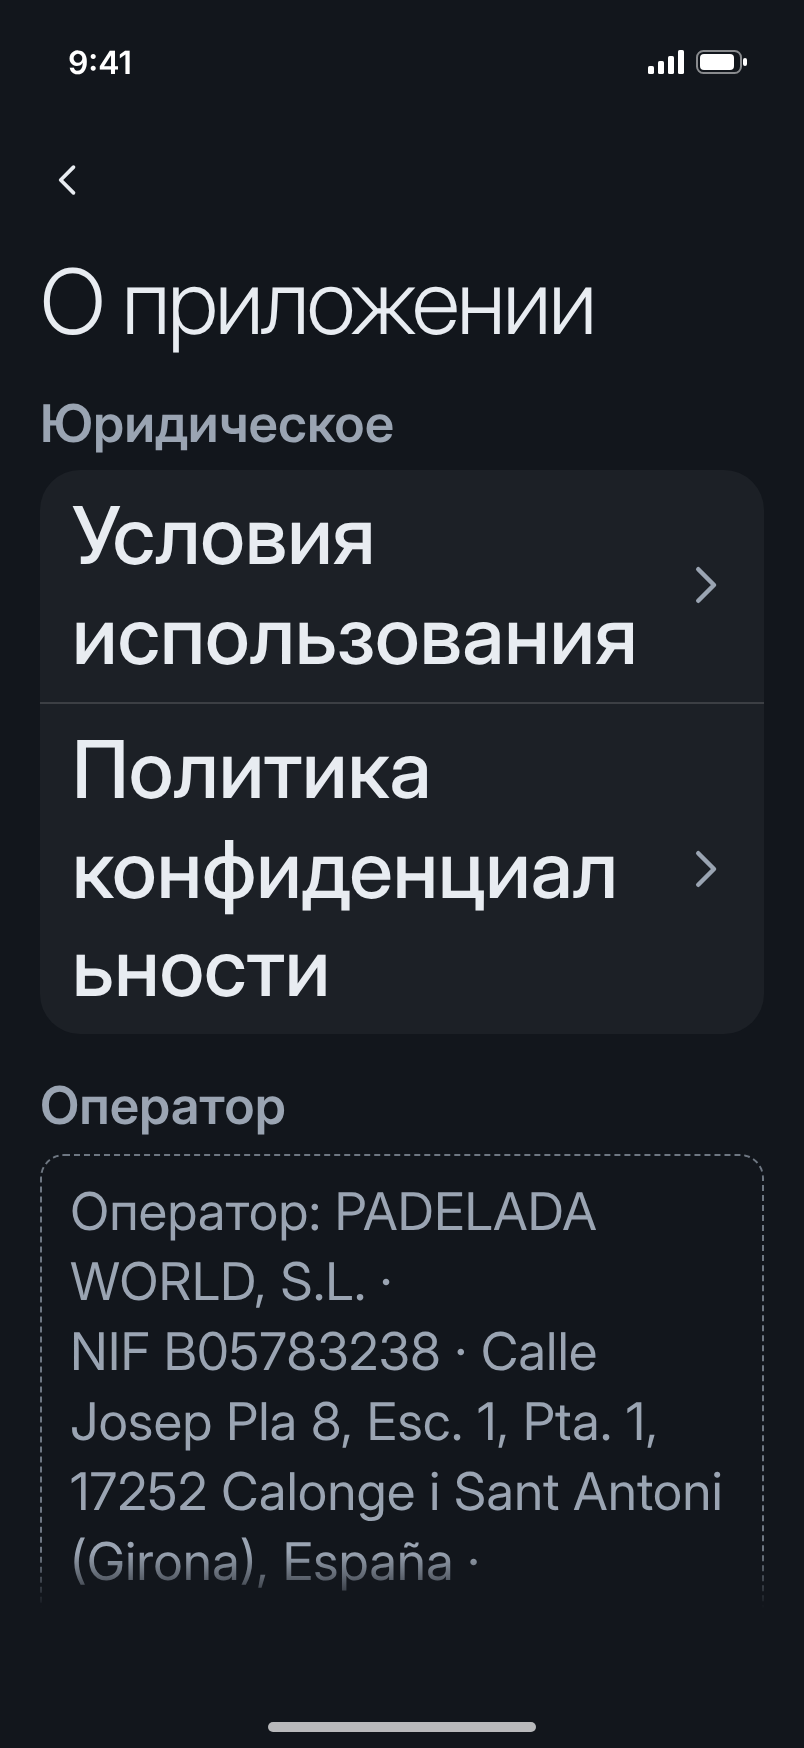 9:41
О приложении
Юридическое
Условия
использования
Политика
конфиденциал
ьности
Оператор
Оператор: PADELADA
WORLD, S.L. ·
NIF B05783238 · Calle
Josep Pla 8, Esc. 1, Pta. 1,
17252 Calonge i Sant Antoni
(Girona), España ·